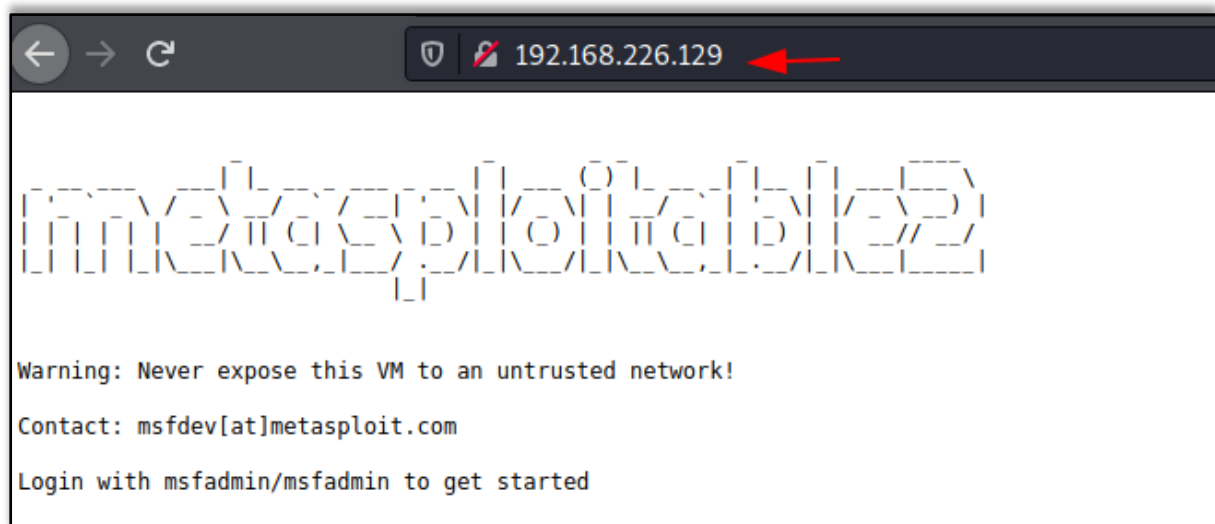 192.168.226.129
metasploitable2
Warning: Never expose this VM to an untrusted network!
Contact: msfdev[at]metasploit.com
Login with msfadmin/msfadmin to get started